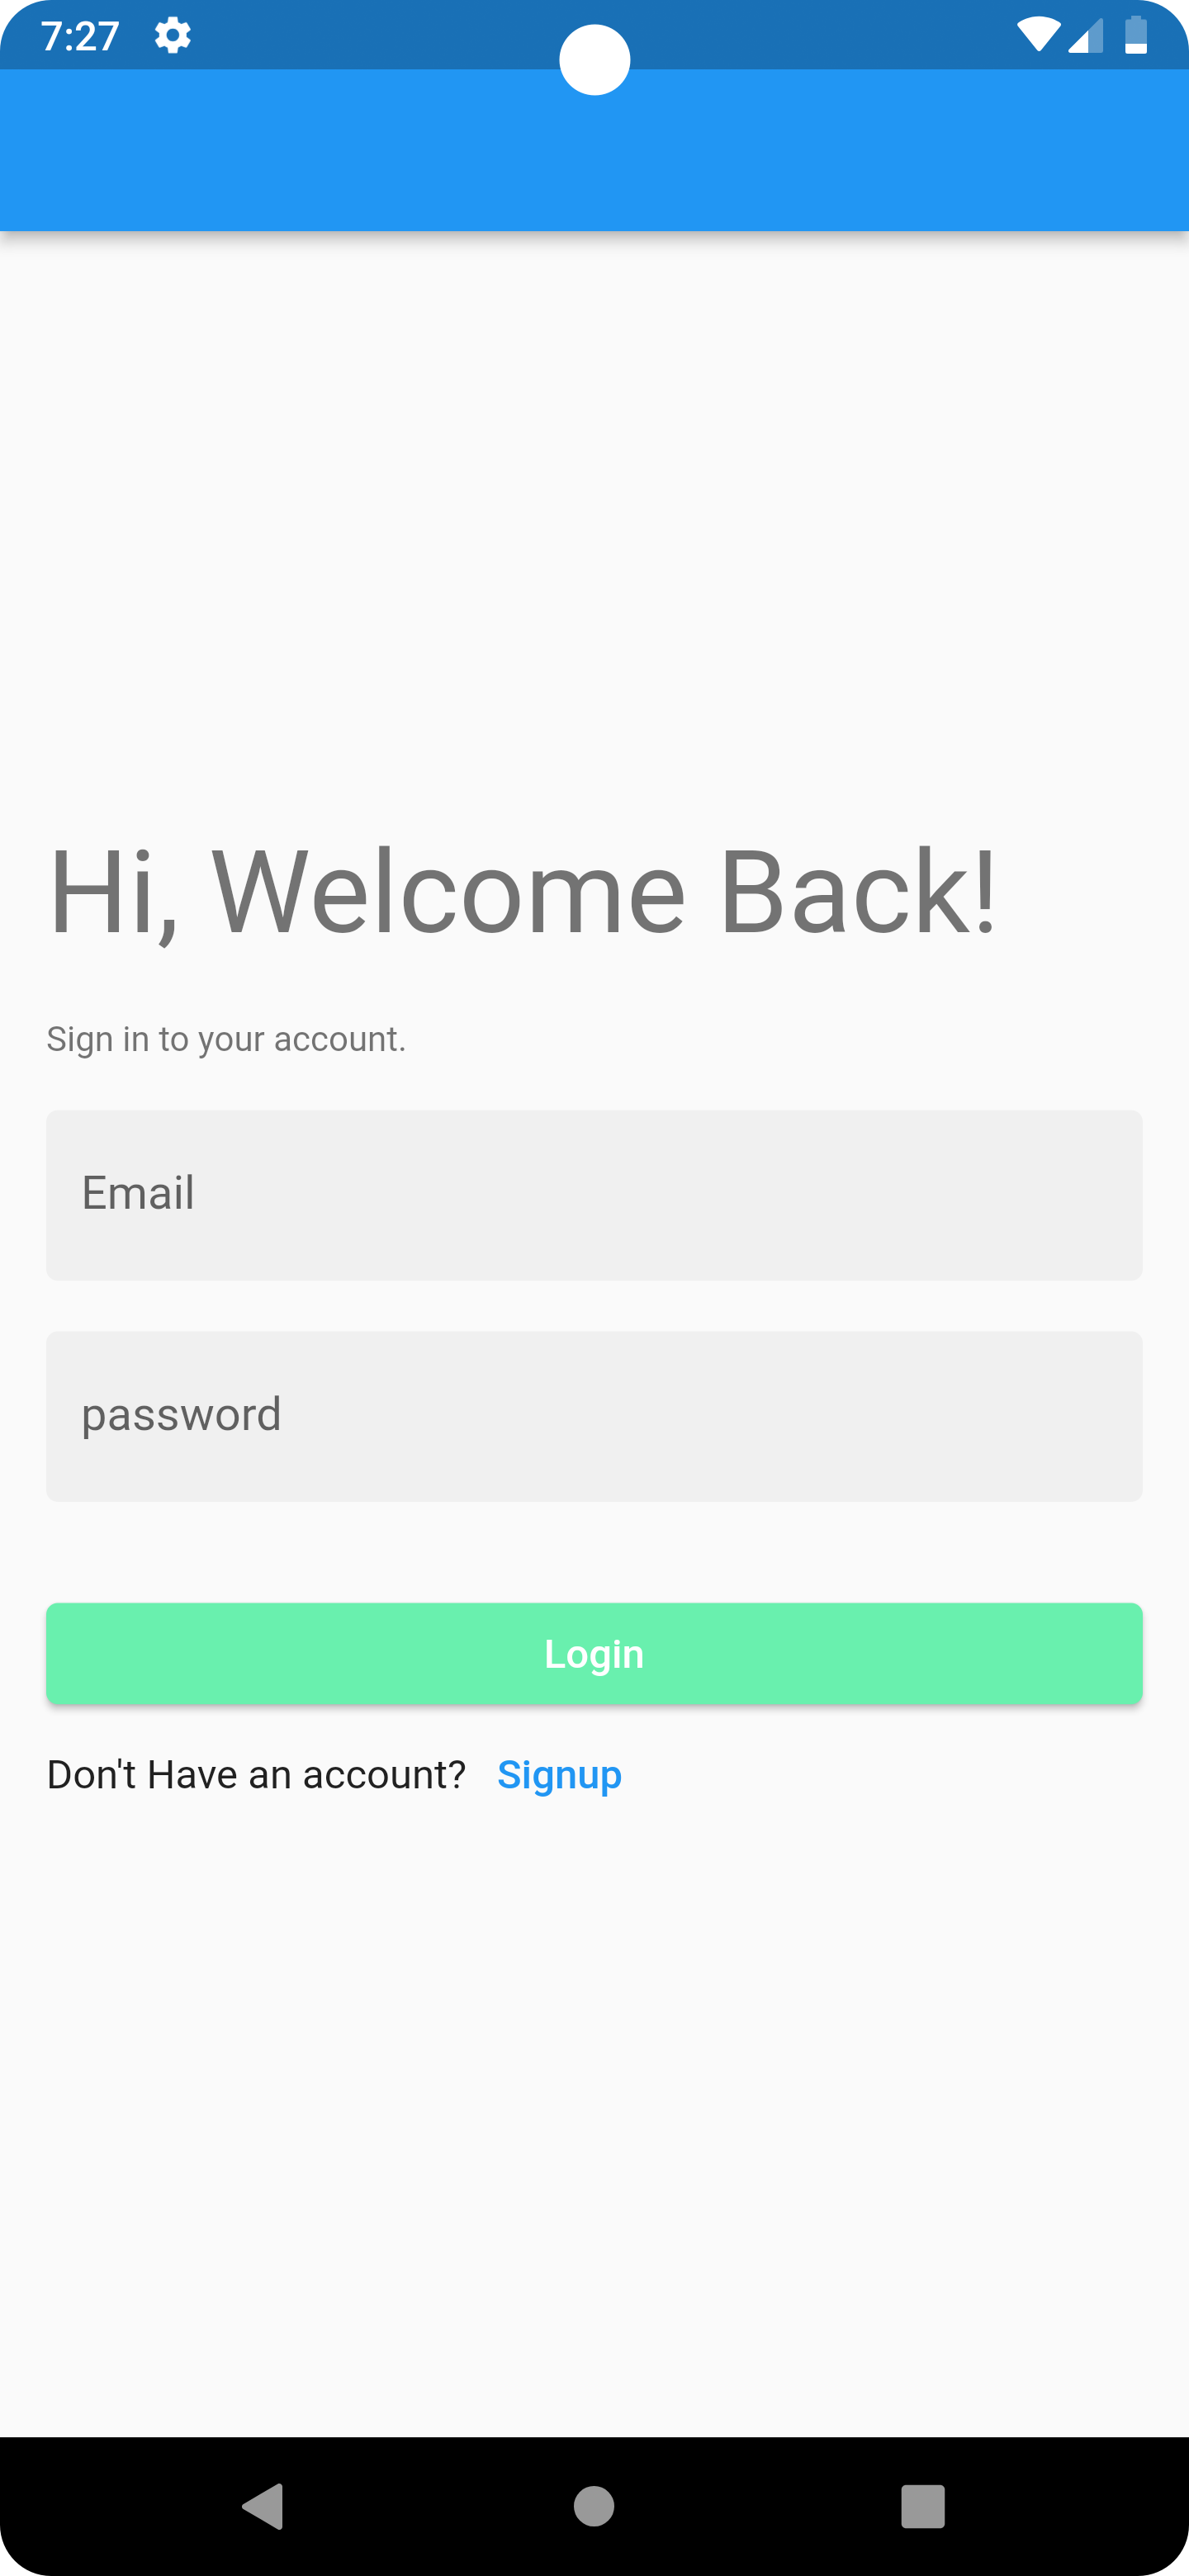 7:27
Hi, Welcome Back!
Sign in to your account.
Email
password
Login
Don't Have an account? Signup